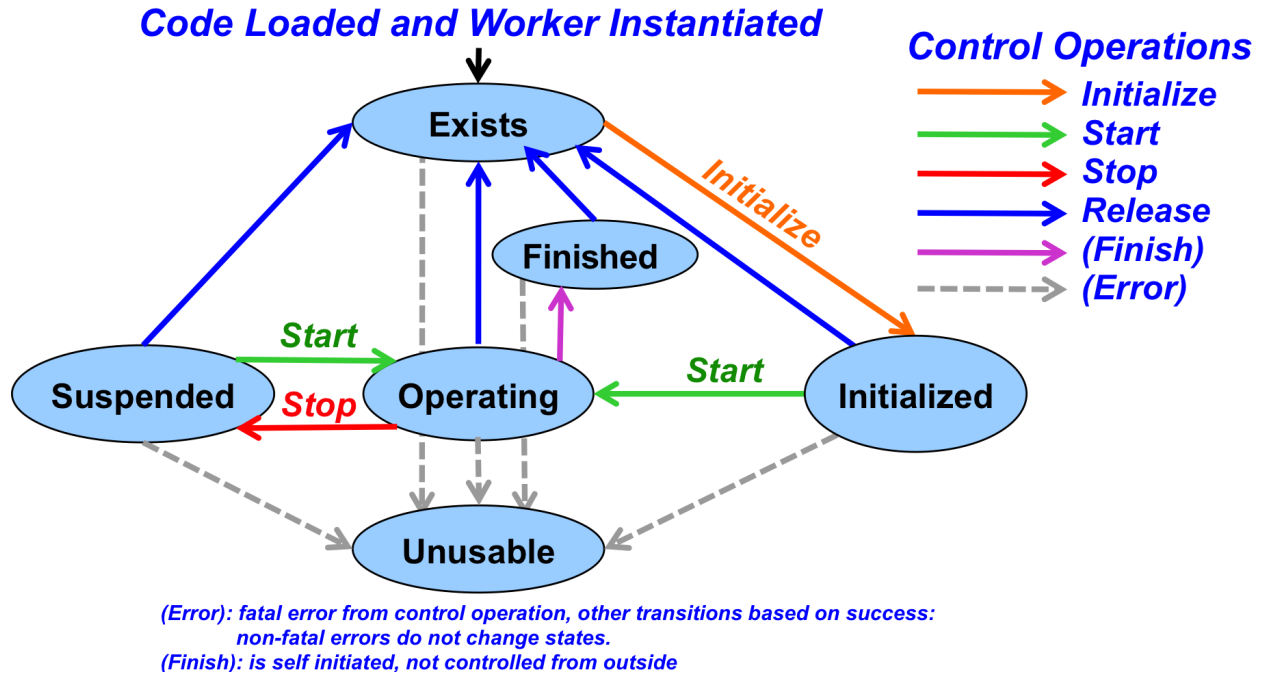 Code Loaded and Worker Instantiated
Control Operations
Initialize
Start
Stop
Release
(Finish)
(Error)
Exists
Initialize
Finished
Start
Suspended
Stop
Operating
Start
Initialized
Unusable
(Error): fatal error from control operation, other transitions based on success:
non-fatal errors do not change states.
(Finish): is self initiated, not controlled from outside